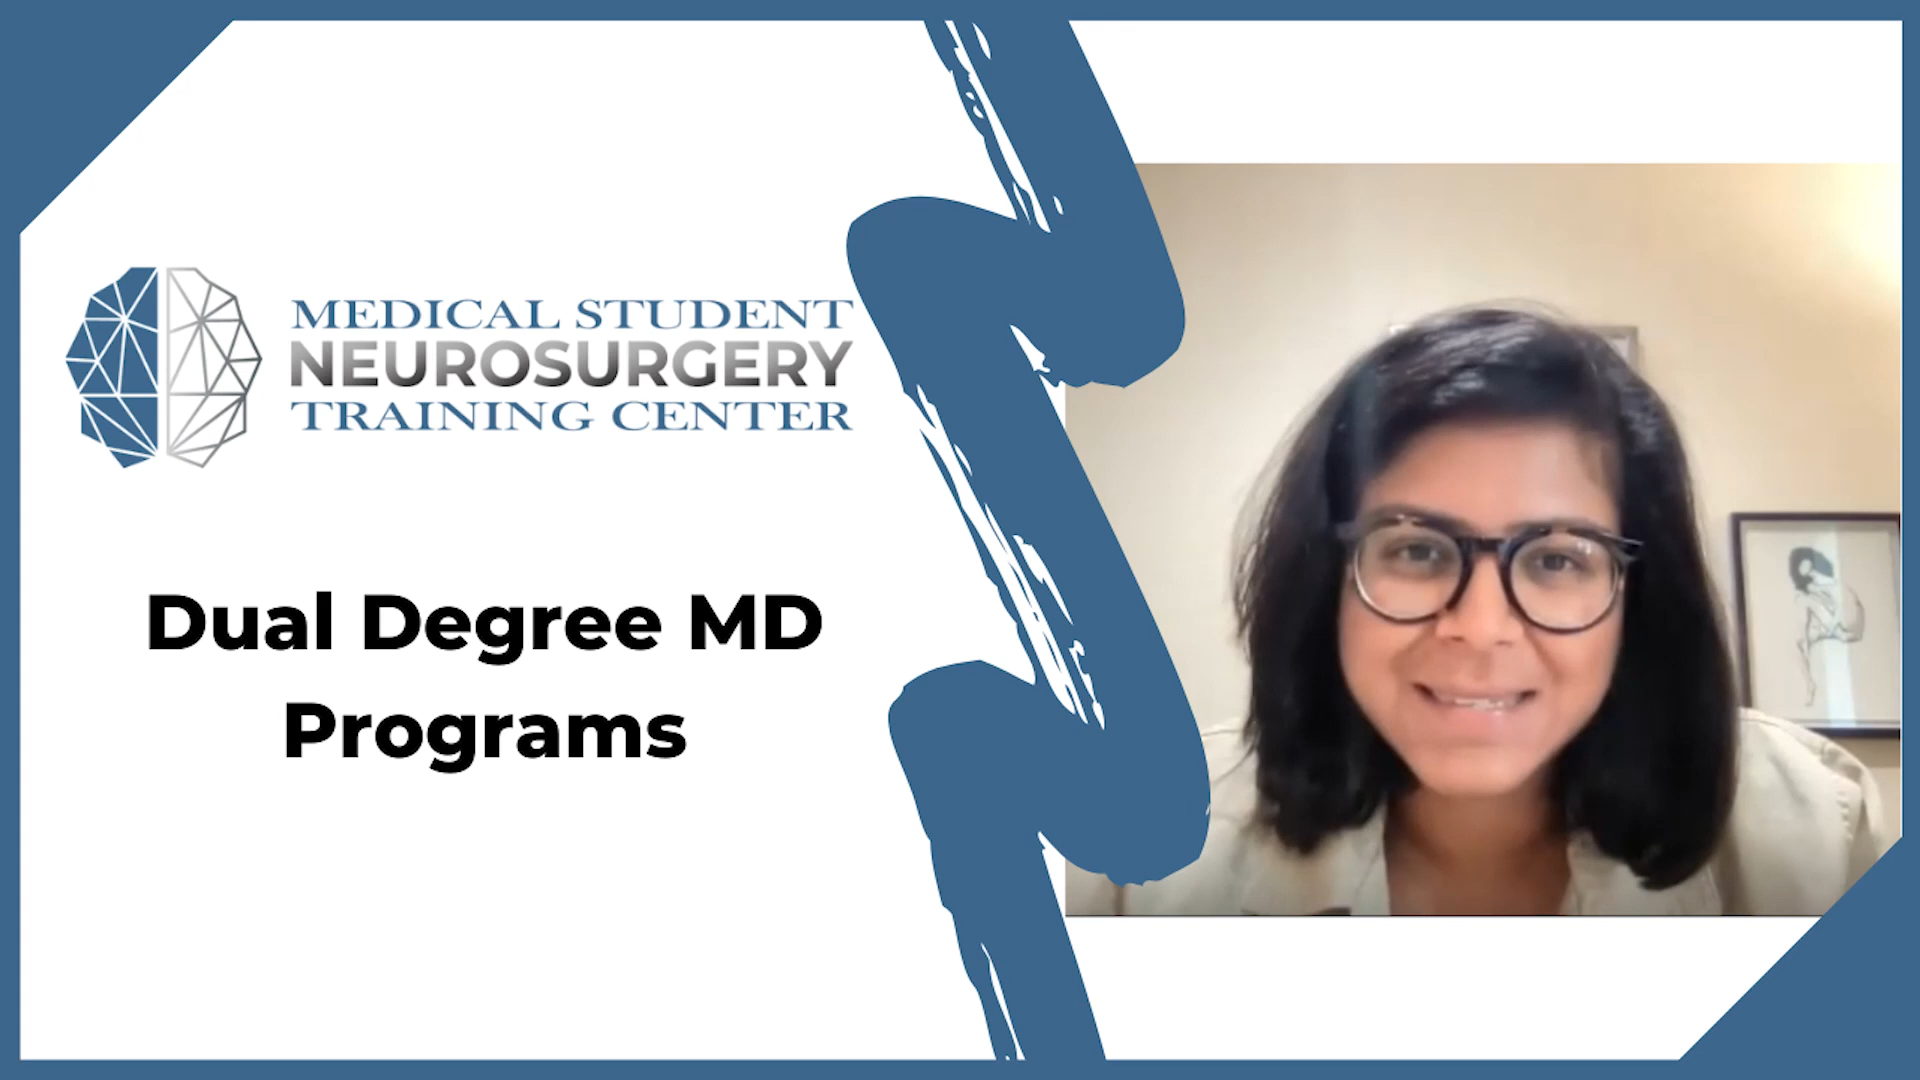 MEDICAL STUDENT
NEUROSURGERY
TRAINING CENTER
Dual Degree MD
Programs